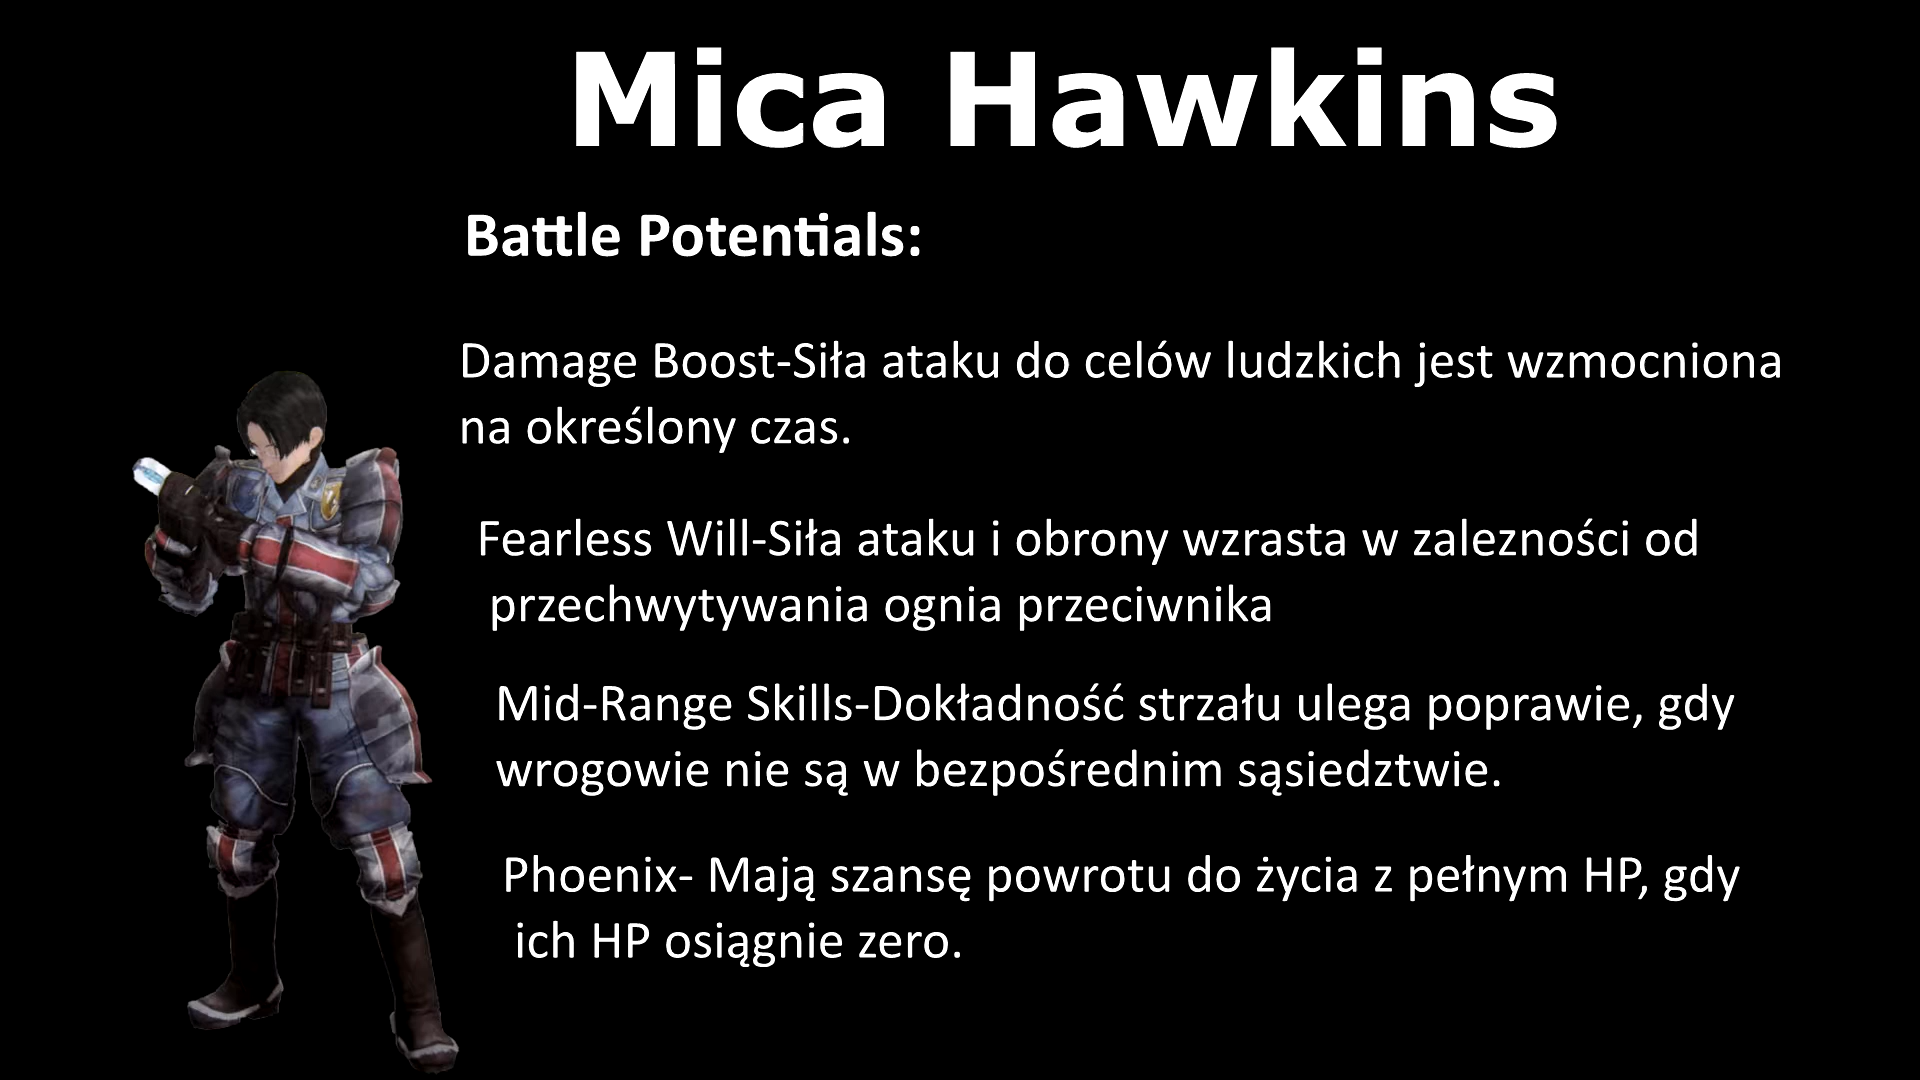 Mica Hawkins
Battle Potentials:
Damage Boost-Siła ataku do celów ludzkich jest wzmocniona
na określony czas.
Fearless Will-Siła ataku i obrony wzrasta w zalezności od
przechwytywania ognia przeciwnika
Mid-Range Skills-Dokładność strzału ulega poprawie, gdy
wrogowie nie są w bezpośrednim sąsiedztwie.
Phoenix- Mają szansę powrotu do życia z pełnym HP, gdy
ich HP osiągnie zero.